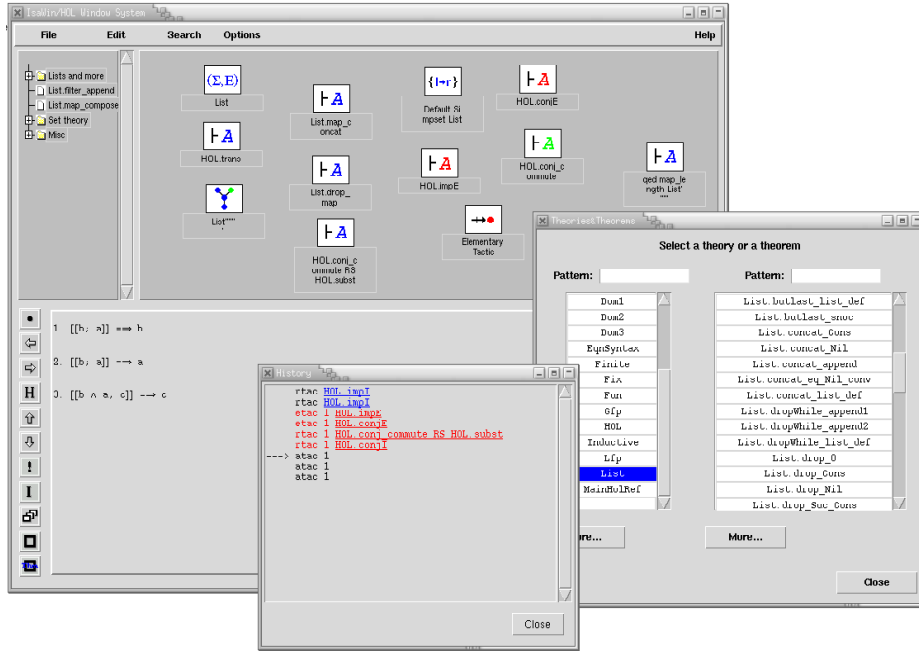 IsaWin/HOL Window System
File Edit Search Options Help
Lists and more
List.filter_append
List.map_compose
Set theory
Misc
(Σ,E)
List
⊢A
HOL.trans
List''''
'
⊢A
List.map_c
oncat
⊢A
List.drop_
map
⊢A
HOL.conj_c
ommute RS
HOL.subst
{l→r}
Default Si
mpset List
⊢A
HOL.impE
Elementary
Tactic
⊢A
HOL.conjE
⊢A
HOL.conj_c
ommute
⊢A
qed map_le
ngth List'
''''
H
!
I
1. [[b; a]] ==> b
2. [[b; a]] --> a
3. [[b ∧ a, c]] --> c
History
rtac HOL.impI
rtac HOL.impI
etac 1 HOL.impE
etac 1 HOL.conjE
rtac 1 HOL.conj_commute RS HOL.subst
rtac 1 HOL.conjI
---> atac 1
atac 1
atac 1
Close
Theories&Theorems
Select a theory or a theorem
Pattern:
Dom1
Dom2
Dom3
EqnSyntax
Finite
Fix
Fun
Gfp
HOL
Inductive
Lfp
List
MainHolRef
Pattern:
List.butlast_list_def
List.butlast_snoc
List.concat_Cons
List.concat_Nil
List.concat_append
List.concat_eq_Nil_conv
List.concat_list_def
List.dropWhile_append1
List.dropWhile_append2
List.dropWhile_list_def
List.drop_0
List.drop_Cons
List.drop_Nil
List.drop_Suc_Cons
More...
Close